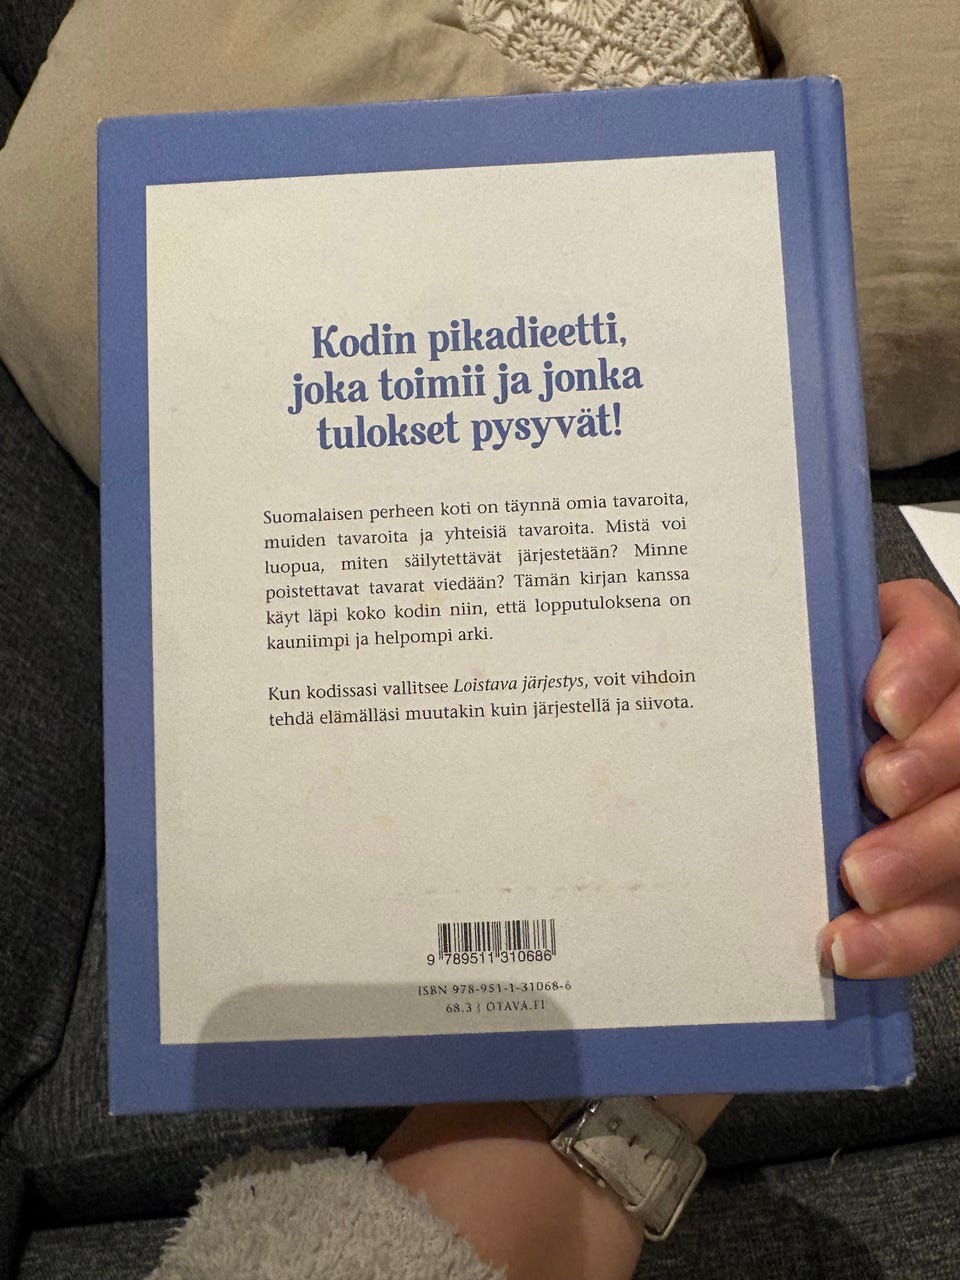 Kodin pikadieetti,
joka toimii ja jonka
tulokset pysyvät!
Suomalaisen perheen koti on täynnä omia tavaroita,
muiden tavaroita ja yhteisiä tavaroita. Mistä voi
luopua, miten säilytettävät järjestetään? Minne
poistettavat tavarat viedään? Tämän kirjan kanssa
käyt läpi koko kodin niin, että lopputuloksena on
kauniimpi ja helpompi arki.
Kun kodissasi vallitsee Loistava järjestys, voit vihdoin
tehdä elämälläsi muutakin kuin järjestellä ja siivota.
9 789511 310686
ISBN 978-951-1-31068-6
68.3 | OTAVA.FI